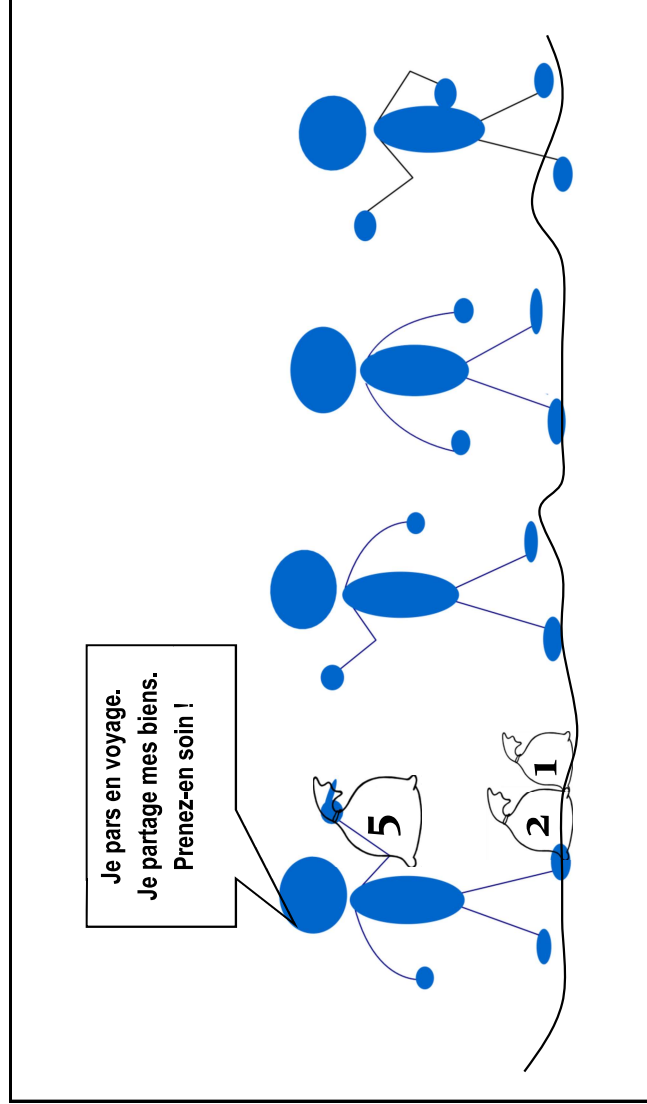 Je pars en voyage.
Je partage mes biens.
Prenez-en soin !
5
2
1